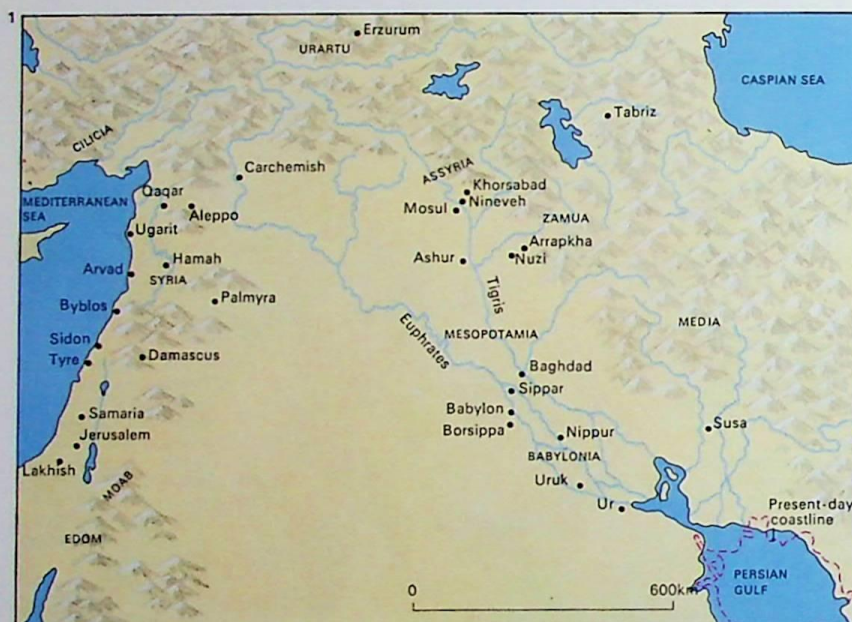 1
Erzurum
URARTU
CASPIAN SEA
Tabriz
CILICIA
Carchemish
ASSYRIA
Khorsabad
Nineveh
Mosul
MEDITERRANEAN
SEA
Qaqar
Aleppo
ZAMUA
Ugarit
Arrapkha
Nuzi
Ashur
Hamah
Arvad
SYRIA
Tigris
Palmyra
Byblos
Euphrates
MESOPOTAMIA
MEDIA
Sidon
Tyre
Damascus
Baghdad
Sippar
Babylon
Borsippa
Samaria
Jerusalem
Nippur
Susa
BABYLONIA
Lakhish
MOAB
Uruk
Ur
Present-day
coastline
EDOM
PERSIAN
GULF
0
600km